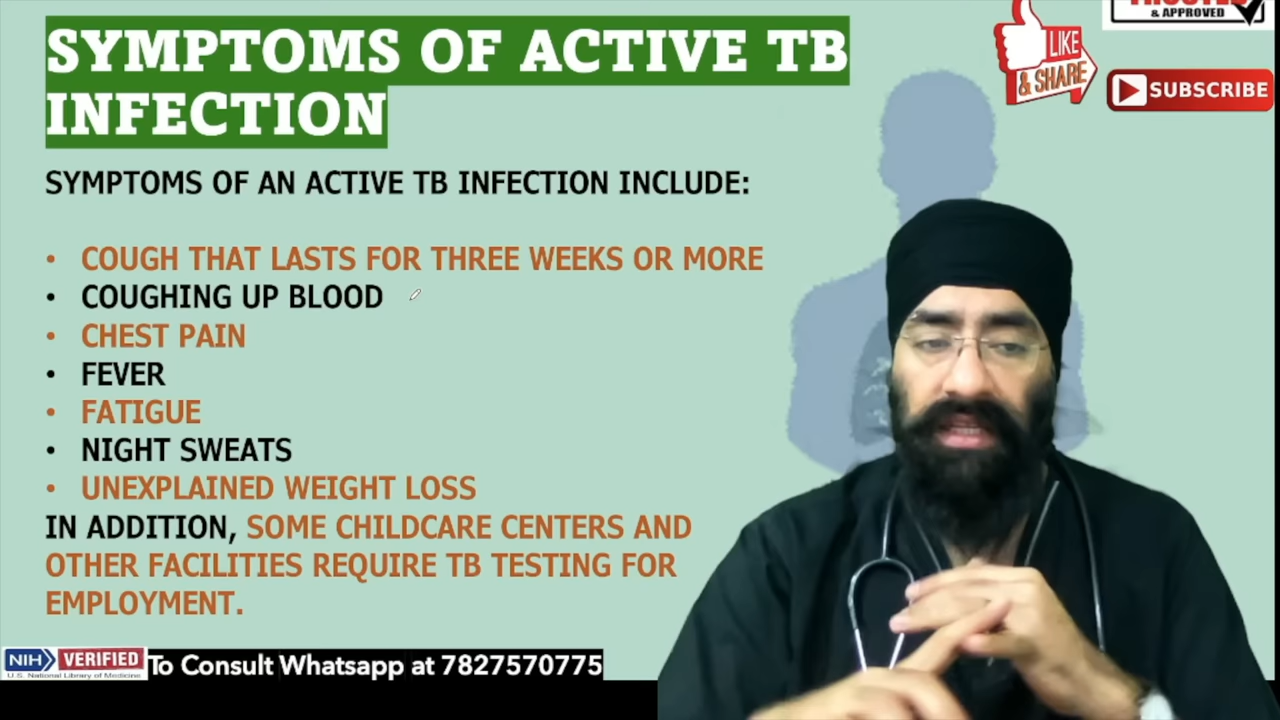 & APPROVED
LIKE
& SHARE
SUBSCRIBE
SYMPTOMS OF ACTIVE TB
INFECTION
SYMPTOMS OF AN ACTIVE TB INFECTION INCLUDE:
• COUGH THAT LASTS FOR THREE WEEKS OR MORE
• COUGHING UP BLOOD
• CHEST PAIN
• FEVER
• FATIGUE
• NIGHT SWEATS
• UNEXPLAINED WEIGHT LOSS
IN ADDITION, SOME CHILDCARE CENTERS AND
OTHER FACILITIES REQUIRE TB TESTING FOR
EMPLOYMENT.
NIH VERIFIED
U.S. National Library of Medicine
To Consult Whatsapp at 7827570775